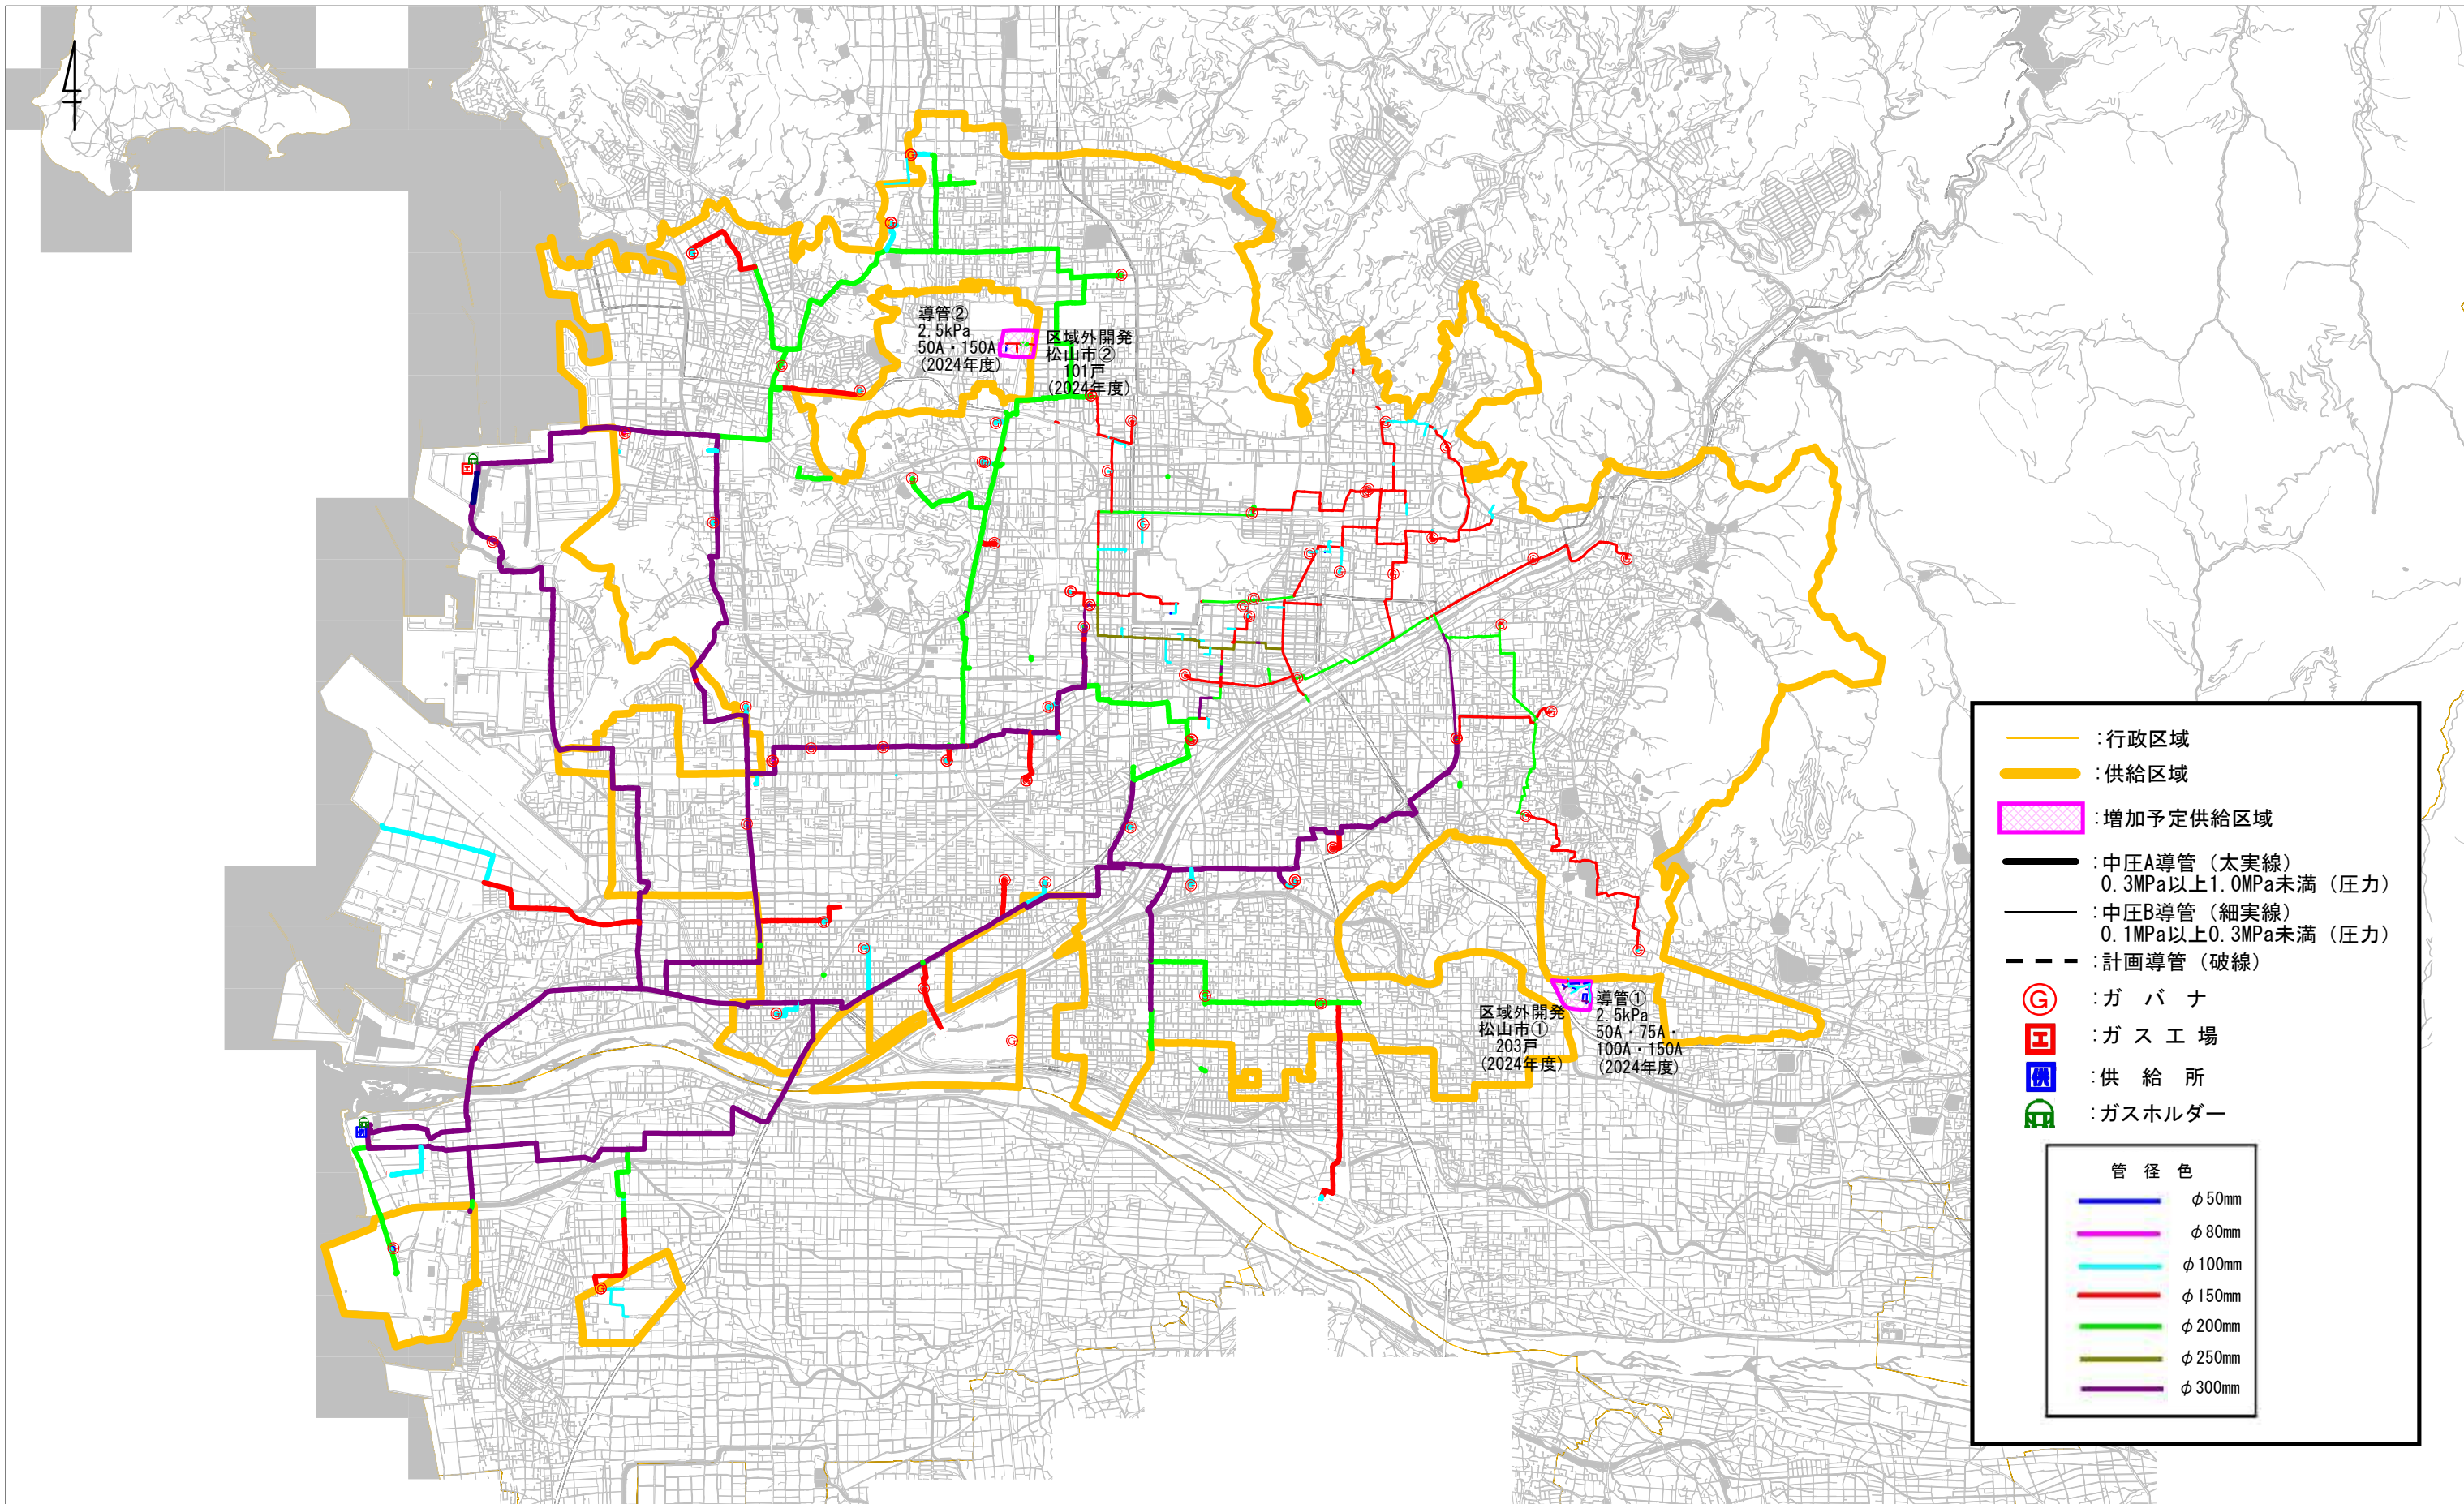 導管②
2.5kPa
50A・150A
(2024年度)
区域外開発
松山市②
101戸
(2024年度)
区域外開発
松山市①
203戸
(2024年度)
導管①
2.5kPa
50A・75A・
100A・150A
(2024年度)
:行政区域
:供給区域
:増加予定供給区域
:中圧A導管（太実線）
0.3MPa以上1.0MPa未満（圧力）
:中圧B導管（細実線）
0.1MPa以上0.3MPa未満（圧力）
:計画導管（破線）
G :ガ バ ナ
工 :ガ ス 工 場
供 :供 給 所
:ガスホルダー
管 径 色
φ50mm
φ80mm
φ100mm
φ150mm
φ200mm
φ250mm
φ300mm